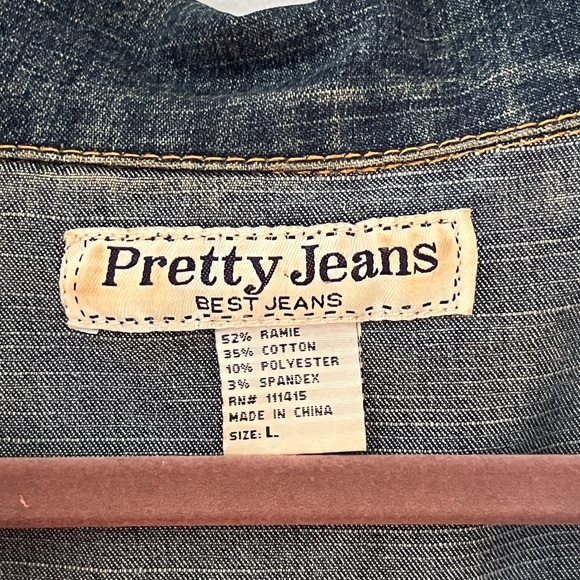 Pretty Jeans
BEST JEANS
52% RAMIE
35% COTTON
10% POLYESTER
3% SPANDEX
RN# 111415
MADE IN CHINA
SIZE: L